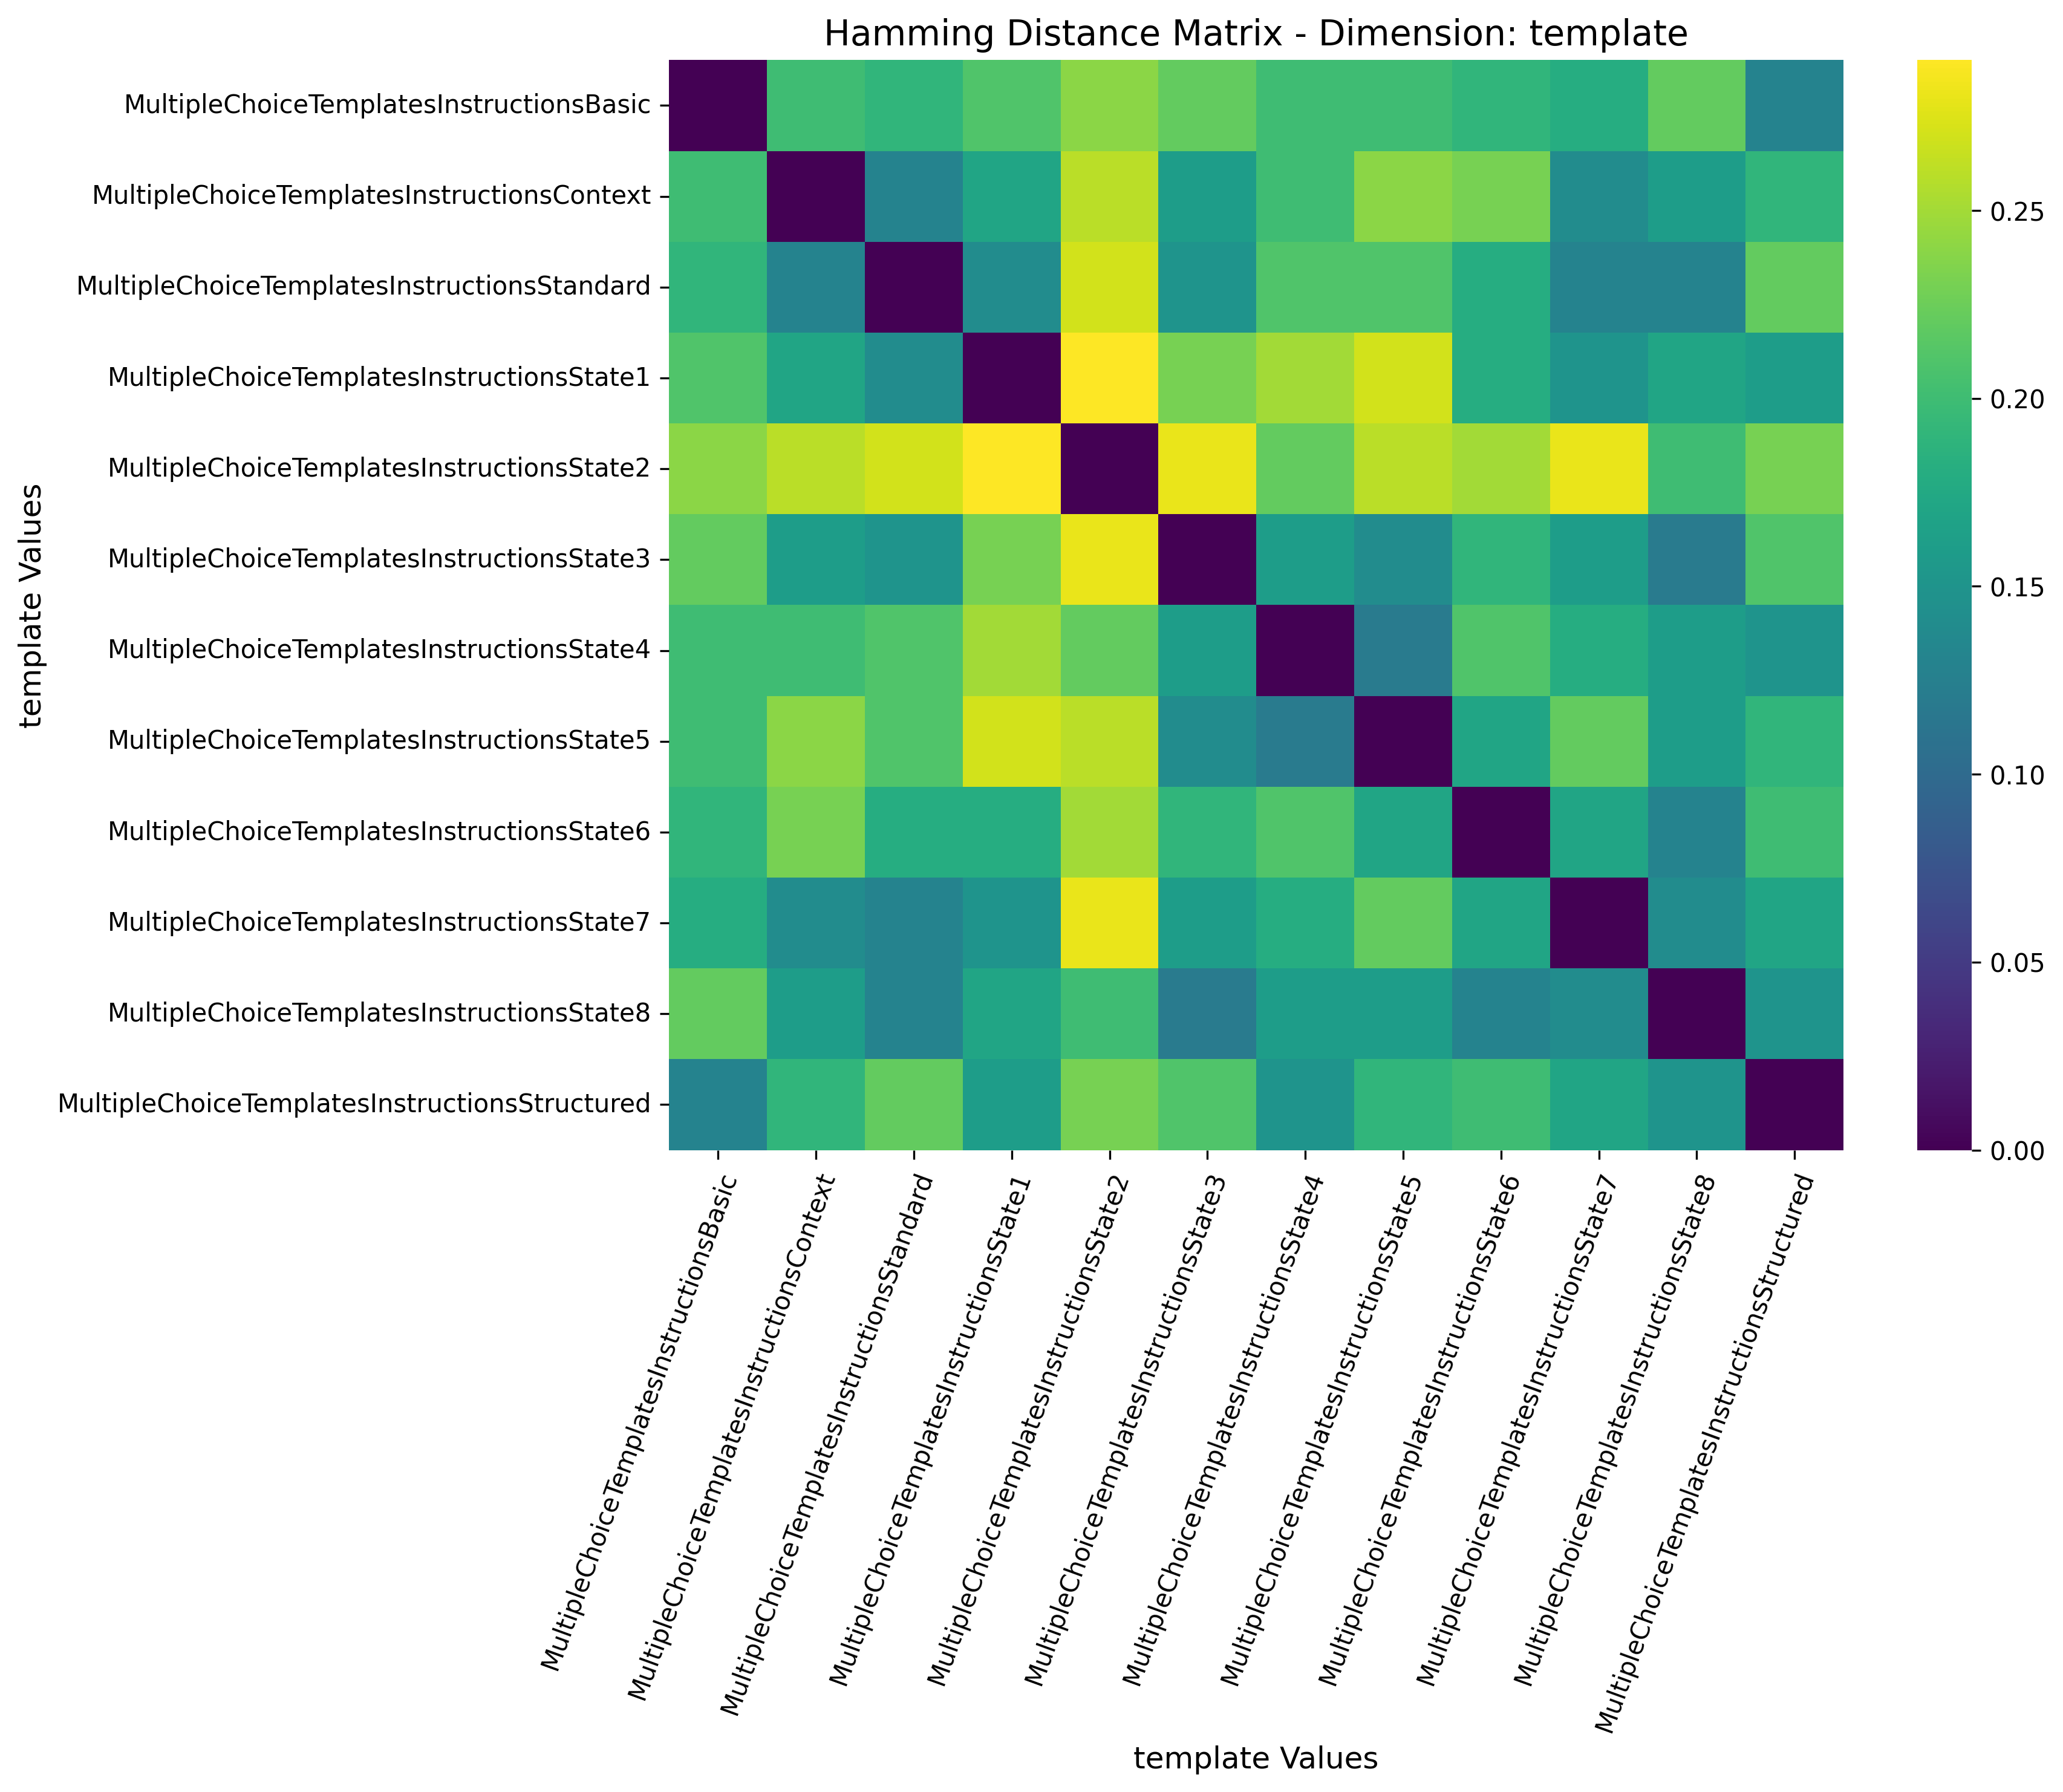 Hamming Distance Matrix - Dimension: template
template Values
MultipleChoiceTemplatesInstructionsBasic
MultipleChoiceTemplatesInstructionsContext
MultipleChoiceTemplatesInstructionsStandard
MultipleChoiceTemplatesInstructionsState1
MultipleChoiceTemplatesInstructionsState2
MultipleChoiceTemplatesInstructionsState3
MultipleChoiceTemplatesInstructionsState4
MultipleChoiceTemplatesInstructionsState5
MultipleChoiceTemplatesInstructionsState6
MultipleChoiceTemplatesInstructionsState7
MultipleChoiceTemplatesInstructionsState8
MultipleChoiceTemplatesInstructionsStructured
0.25
0.20
0.15
0.10
0.05
0.00
MultipleChoiceTemplatesInstructionsBasic
MultipleChoiceTemplatesInstructionsContext
MultipleChoiceTemplatesInstructionsStandard
MultipleChoiceTemplatesInstructionsState1
MultipleChoiceTemplatesInstructionsState2
MultipleChoiceTemplatesInstructionsState3
MultipleChoiceTemplatesInstructionsState4
MultipleChoiceTemplatesInstructionsState5
MultipleChoiceTemplatesInstructionsState6
MultipleChoiceTemplatesInstructionsState7
MultipleChoiceTemplatesInstructionsState8
MultipleChoiceTemplatesInstructionsStructured
template Values